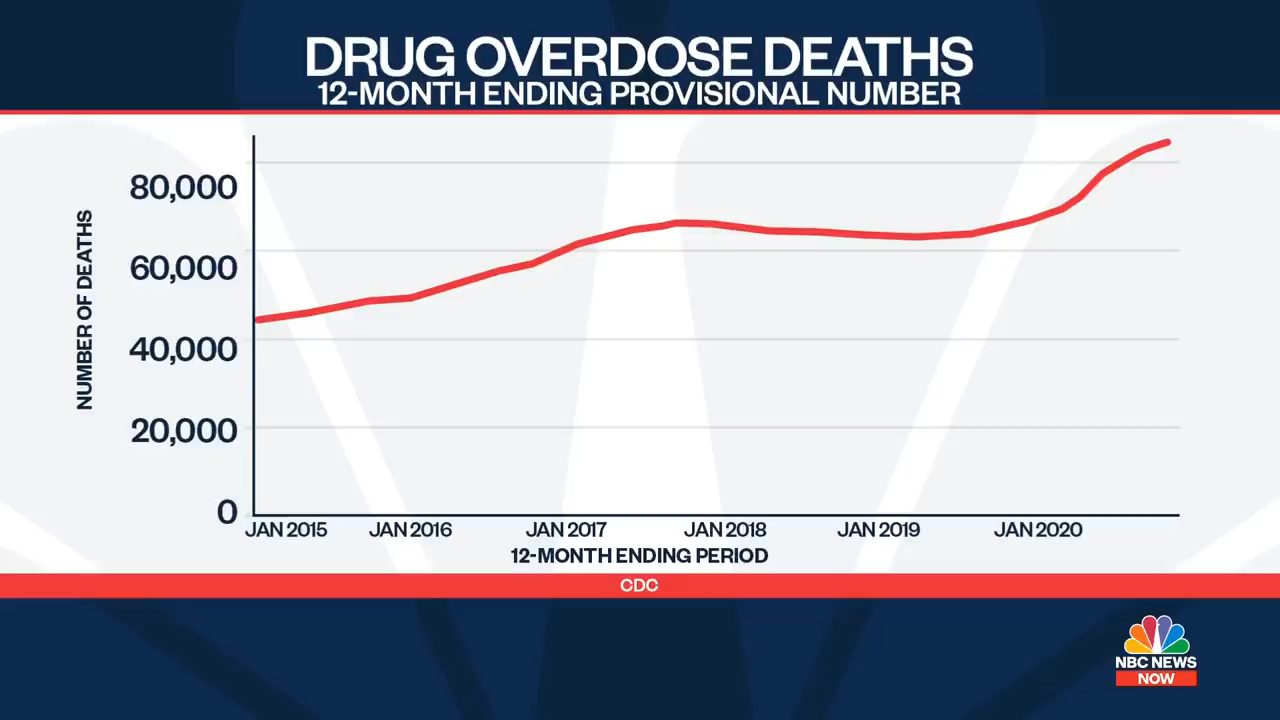 DRUG OVERDOSE DEATHS
12-MONTH ENDING PROVISIONAL NUMBER
NUMBER OF DEATHS
80,000
60,000
40,000
20,000
0
JAN 2015 JAN 2016 JAN 2017 JAN 2018 JAN 2019 JAN 2020
12-MONTH ENDING PERIOD
CDC
NBC NEWS
NOW